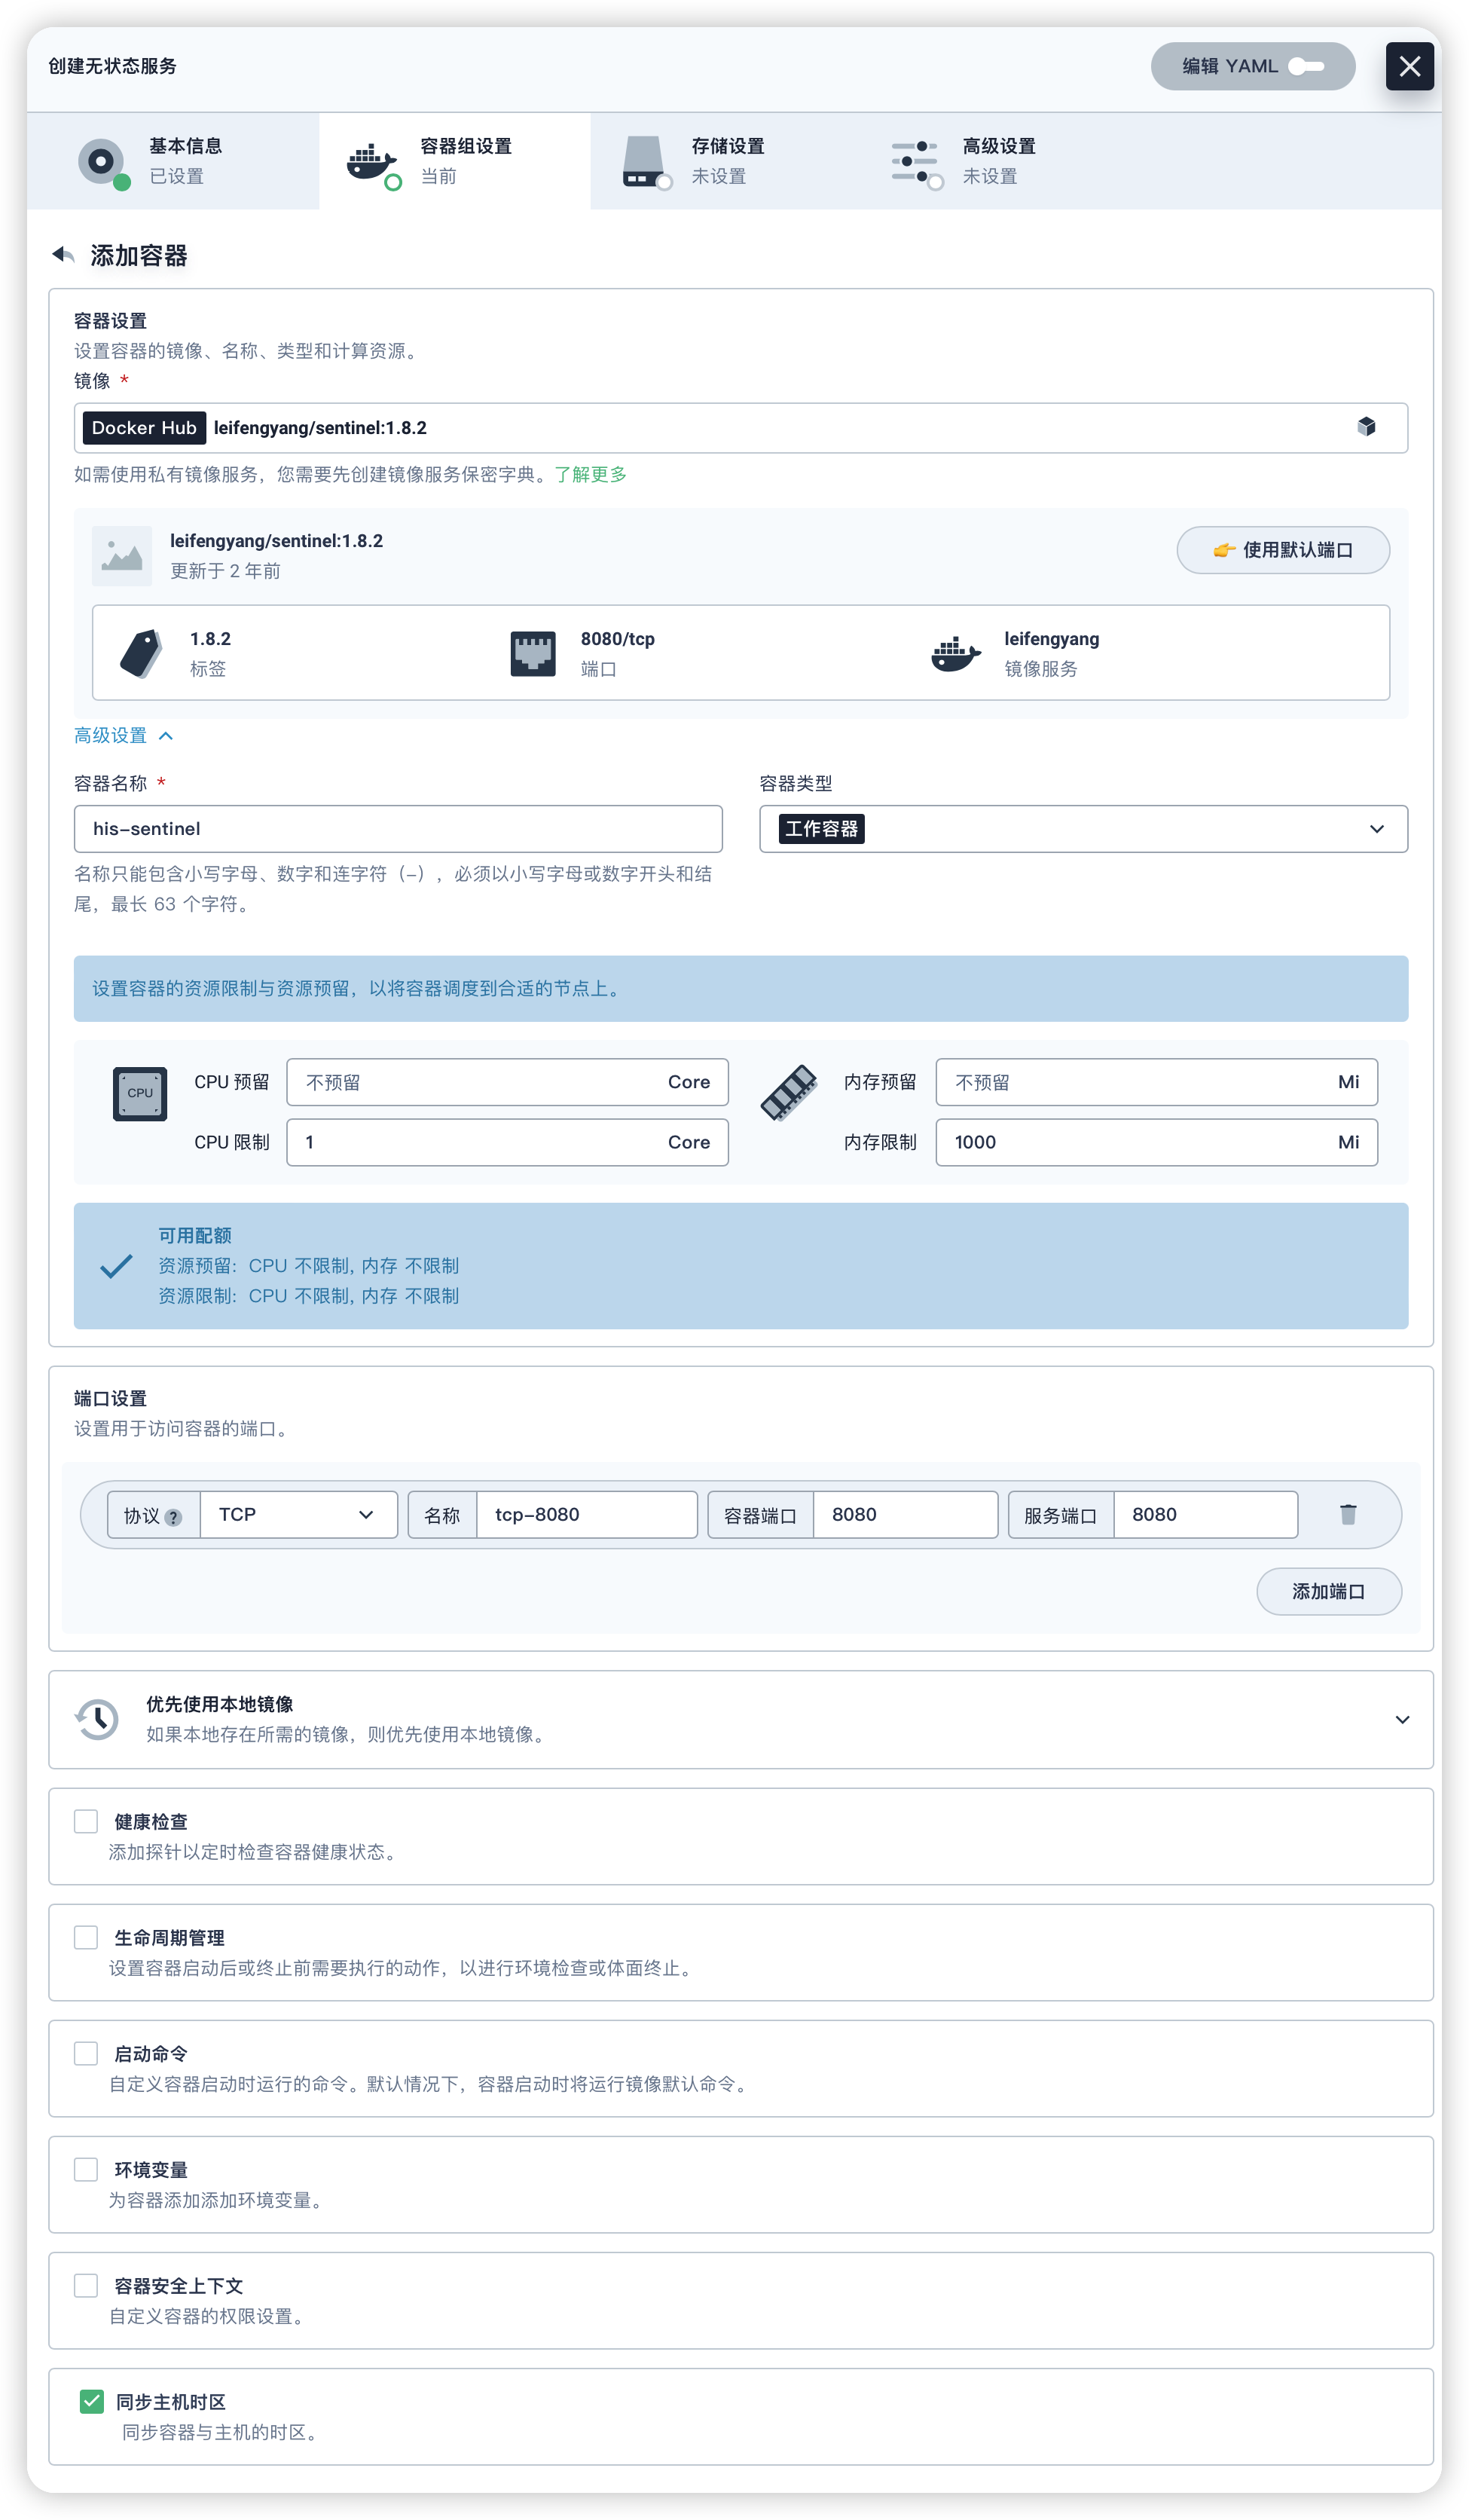 创建无状态服务
编辑 YAML
基本信息
已设置
容器组设置
当前
存储设置
未设置
高级设置
未设置
添加容器
容器设置
设置容器的镜像、名称、类型和计算资源。
镜像 *
Docker Hub leifengyang/sentinel:1.8.2
如需使用私有镜像服务，您需要先创建镜像服务保密字典。了解更多
leifengyang/sentinel:1.8.2
更新于 2 年前
👉 使用默认端口
1.8.2
标签
8080/tcp
端口
leifengyang
镜像服务
高级设置
容器名称 *
his-sentinel
名称只能包含小写字母、数字和连字符（-），必须以小写字母或数字开头和结
尾，最长 63 个字符。
容器类型
工作容器
设置容器的资源限制与资源预留，以将容器调度到合适的节点上。
CPU
CPU 预留 不预留 Core
CPU 限制 1 Core
内存预留 不预留 Mi
内存限制 1000 Mi
可用配额
资源预留: CPU 不限制, 内存 不限制
资源限制: CPU 不限制, 内存 不限制
端口设置
设置用于访问容器的端口。
协议 ? TCP 名称 tcp-8080 容器端口 8080 服务端口 8080
添加端口
优先使用本地镜像
如果本地存在所需的镜像，则优先使用本地镜像。
健康检查
添加探针以定时检查容器健康状态。
生命周期管理
设置容器启动后或终止前需要执行的动作，以进行环境检查或体面终止。
启动命令
自定义容器启动时运行的命令。默认情况下，容器启动时将运行镜像默认命令。
环境变量
为容器添加添加环境变量。
容器安全上下文
自定义容器的权限设置。
同步主机时区
同步容器与主机的时区。